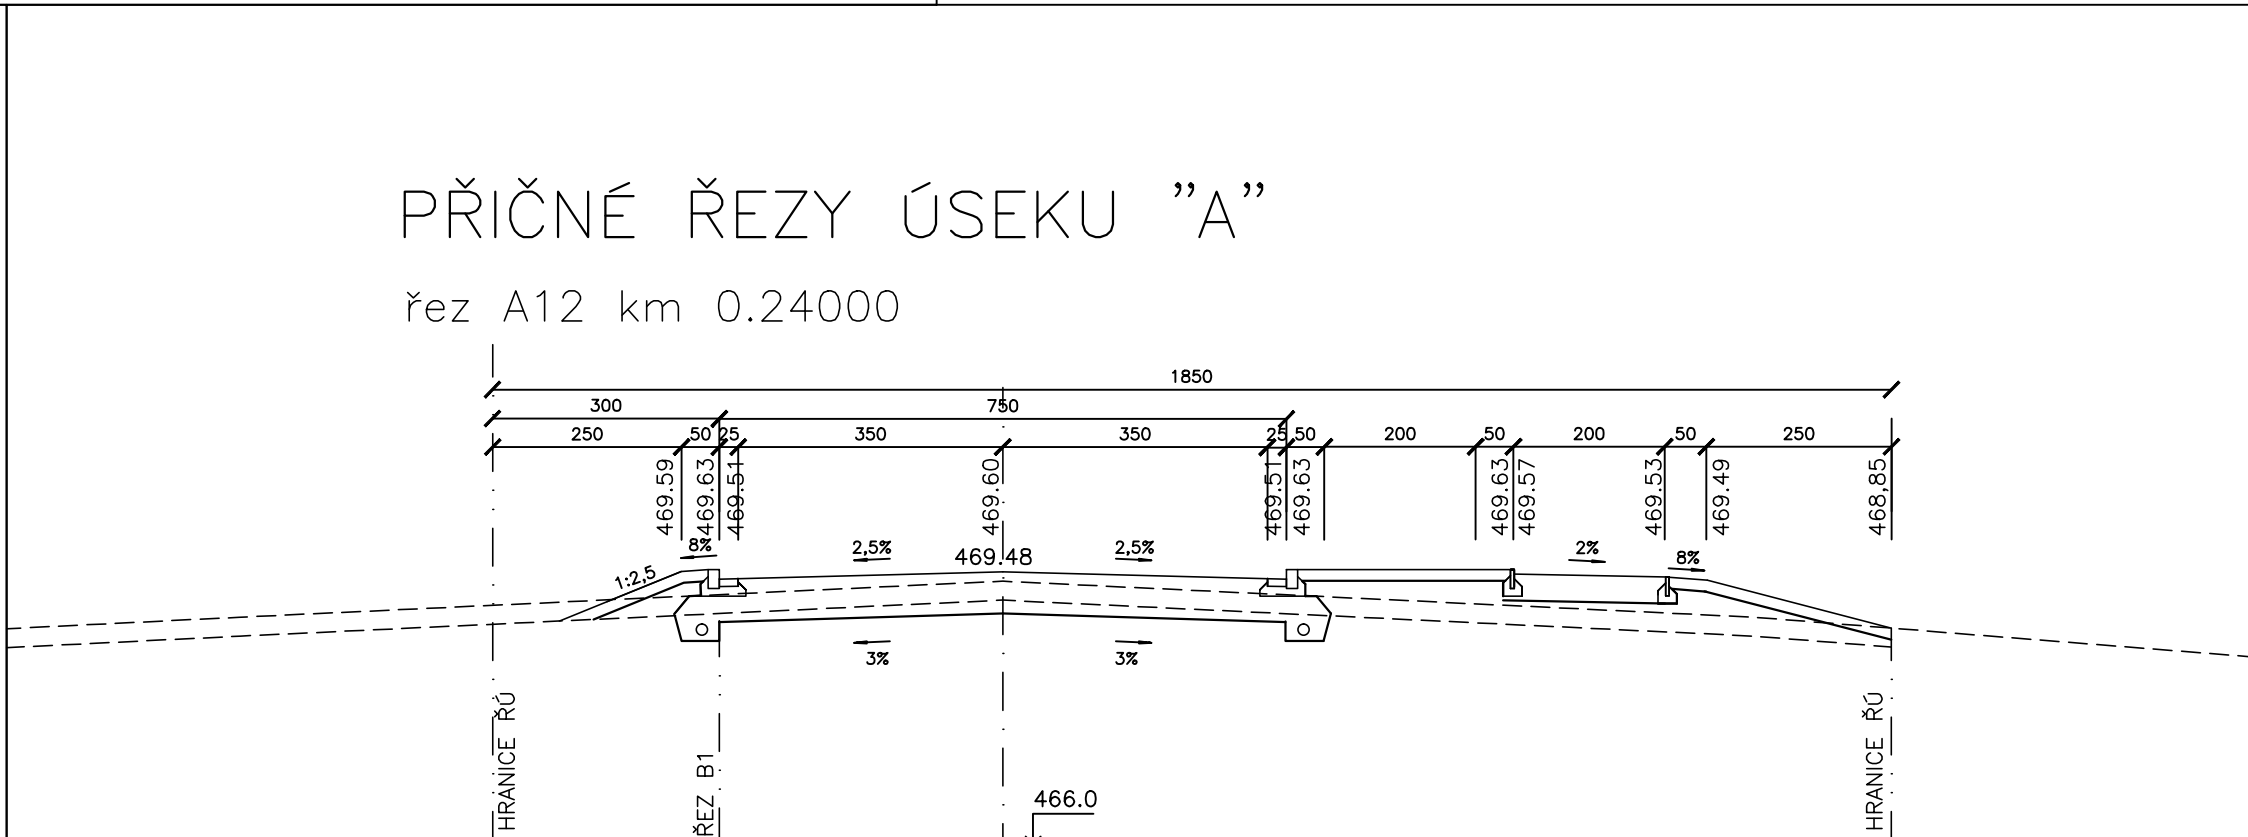 PŘIČNÉ ŘEZY ÚSEKU ”A”
řez A12 km 0.24000
1850
300 750
250 50 25 350 350 25 50 200 50 200 50 250
469.59 469.63 469.51 469.60 469.51 469.63 469.63 469.57 469.53 469.49 468,85
8% 2,5% 469.48 2,5% 2% 8%
1:2,5
3% 3%
HRANICE ŘÚ
ŘEZ B1
HRANICE ŘÚ
466.0